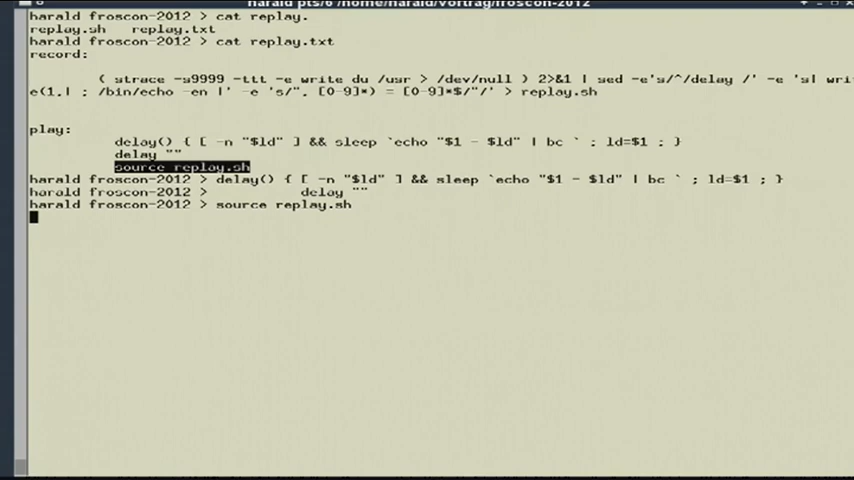 harald pts/6 /home/harald/vortrag/froscon-2012
harald froscon-2012 > cat replay.
replay.sh   replay.txt
harald froscon-2012 > cat replay.txt
record:
( strace -s9999 -ttt -e write du /usr > /dev/null ) 2>&1 | sed -e's/^/delay /' -e 's| writ
e(1,| ; /bin/echo -en |' -e 's/", [0-9]*) = [0-9]*$/"/' > replay.sh
play:
delay() { [ -n "$ld" ] && sleep `echo "$1 - $ld" | bc ` ; ld=$1 ; }
delay ""
source replay.sh
harald froscon-2012 > delay() { [ -n "$ld" ] && sleep `echo "$1 - $ld" | bc ` ; ld=$1 ; }
harald froscon-2012 >               delay ""
harald froscon-2012 > source replay.sh